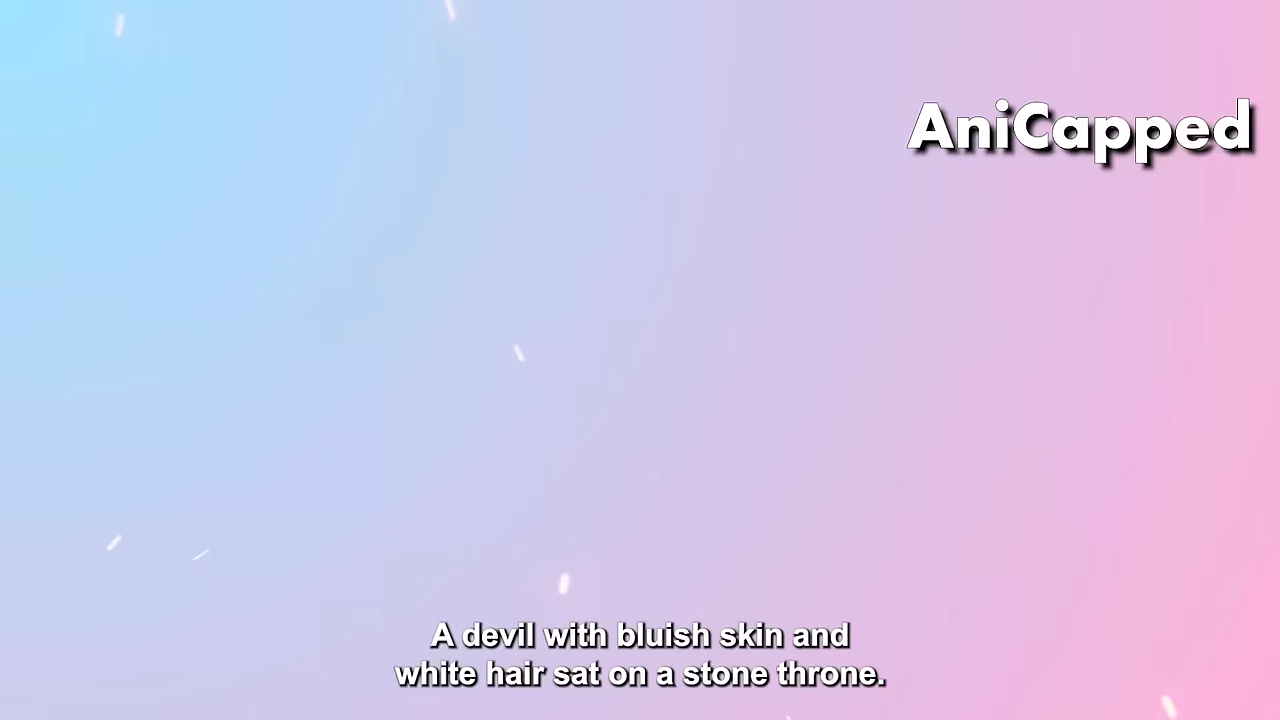 AniCapped
A devil with bluish skin and
white hair sat on a stone throne.